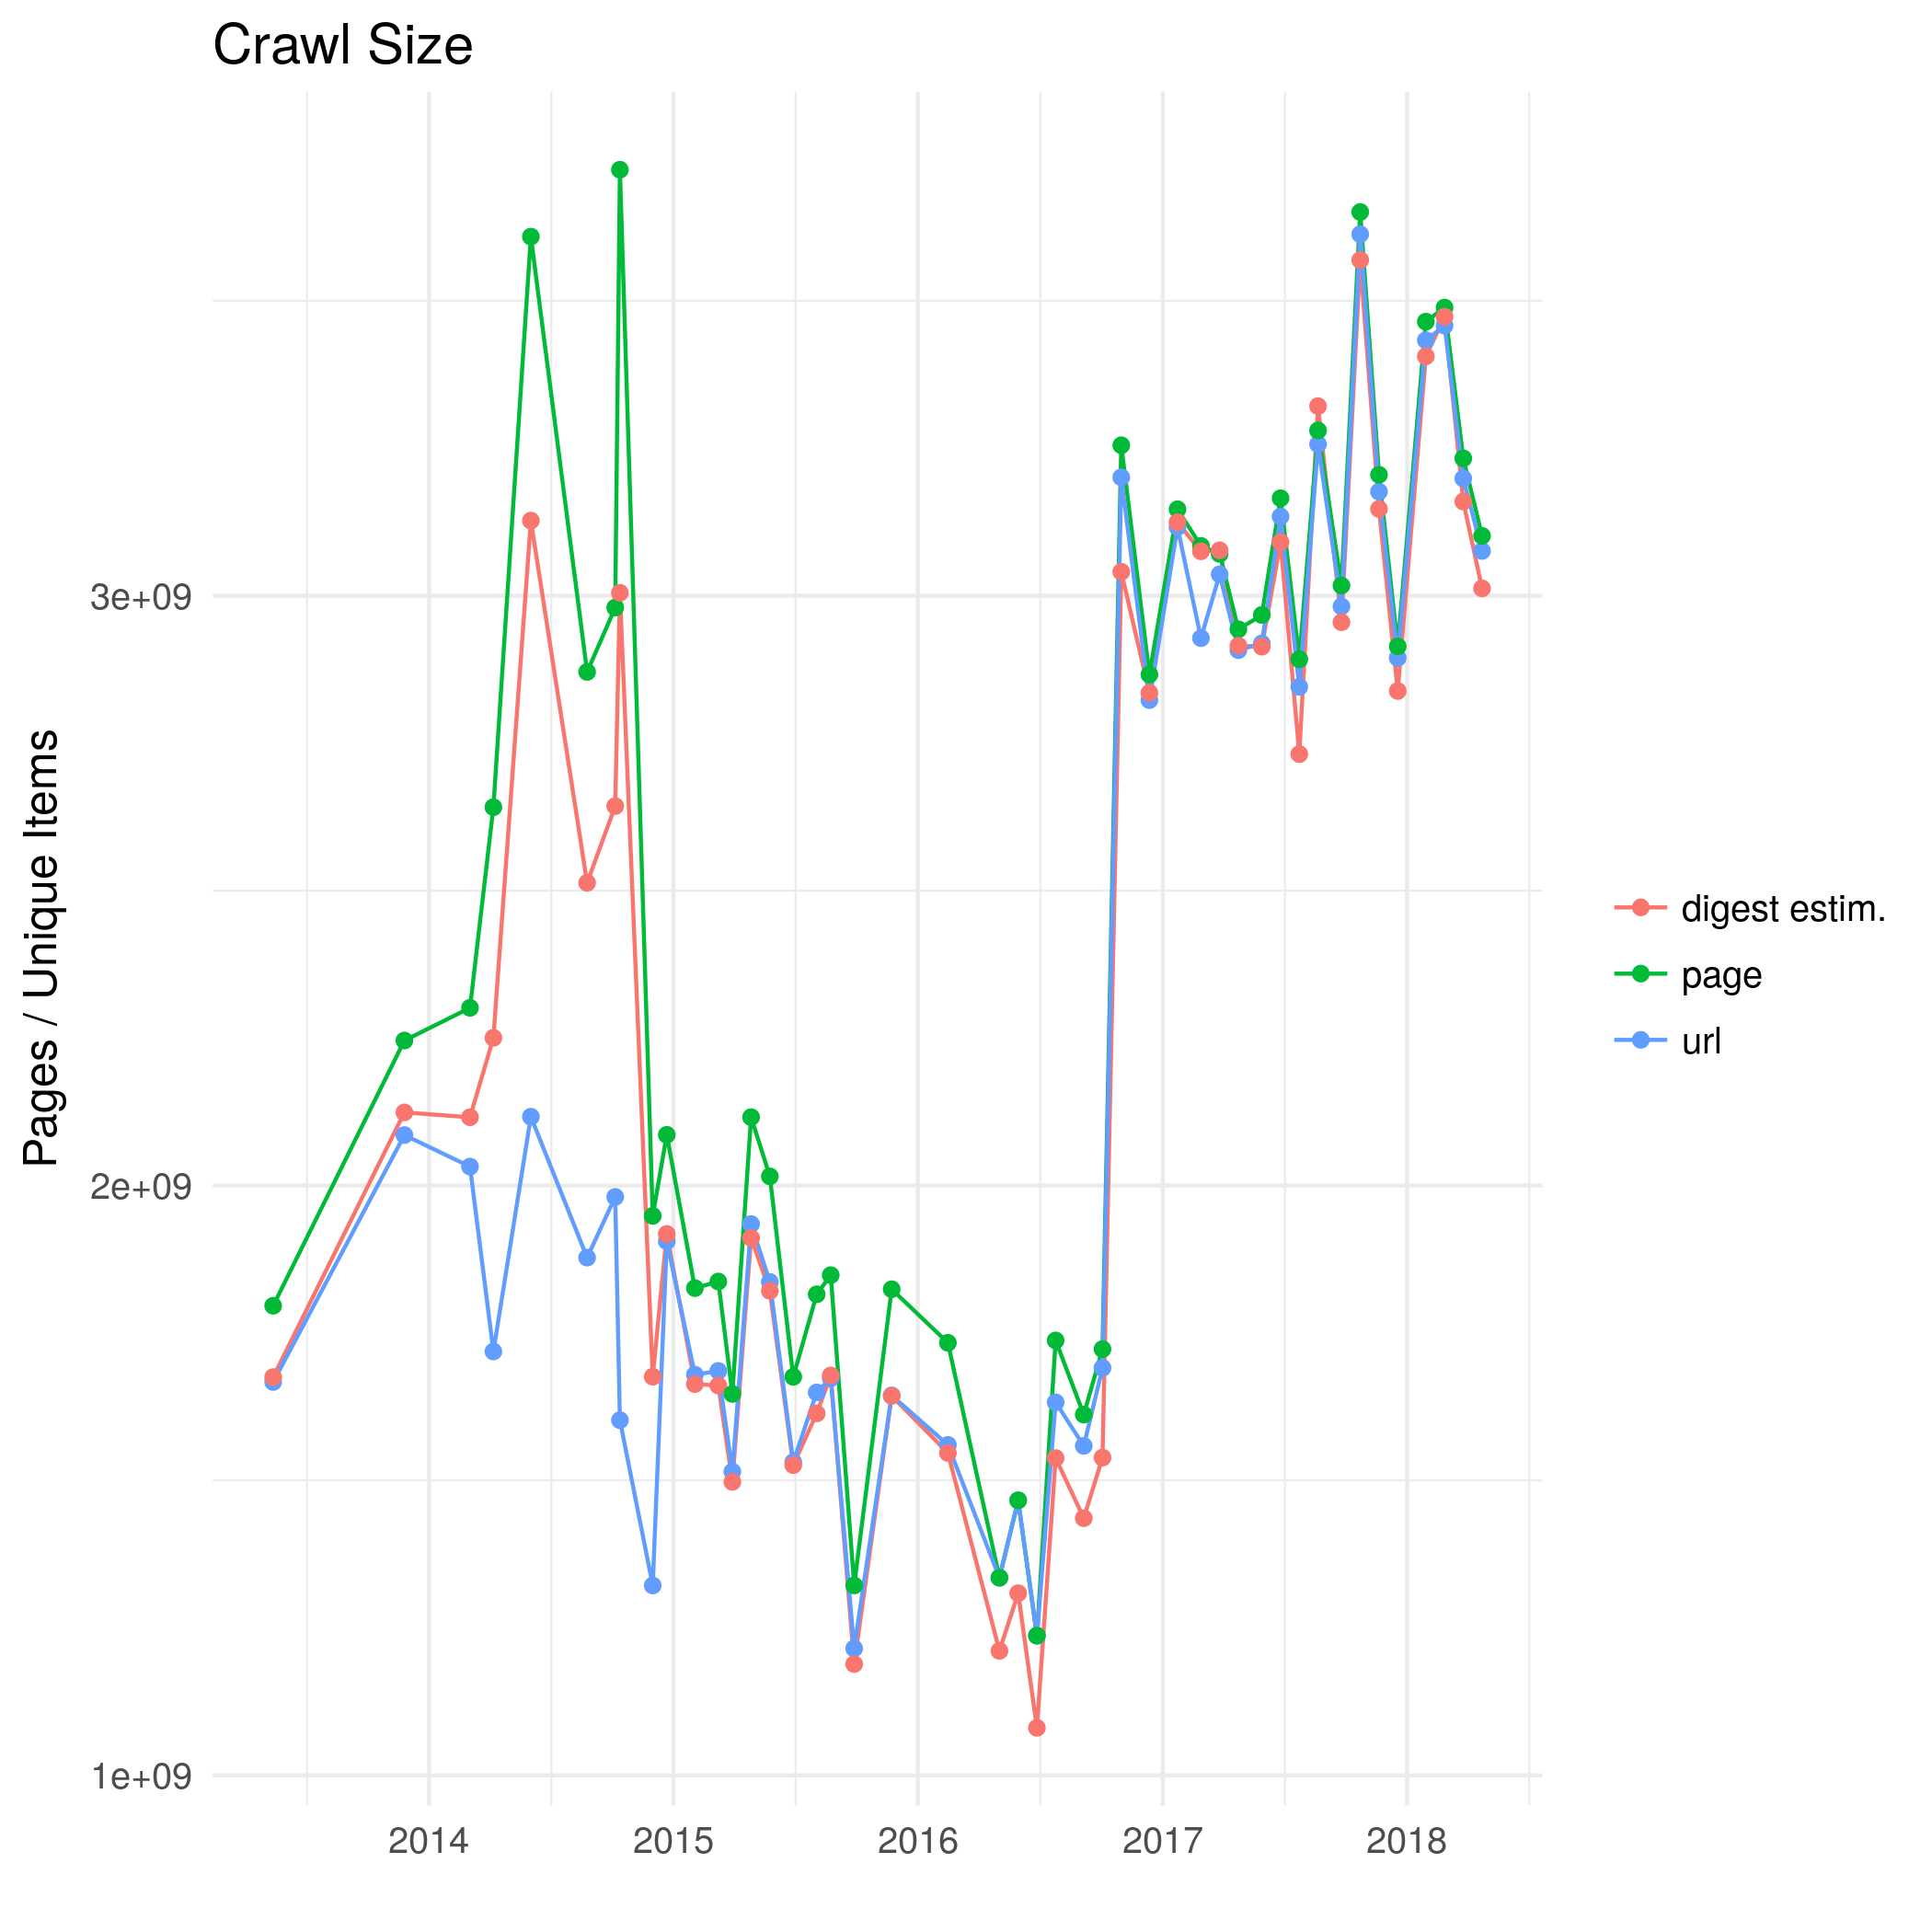 Crawl Size
Pages / Unique Items
3e+09
2e+09
1e+09
2014
2015
2016
2017
2018
digest estim.
page
url